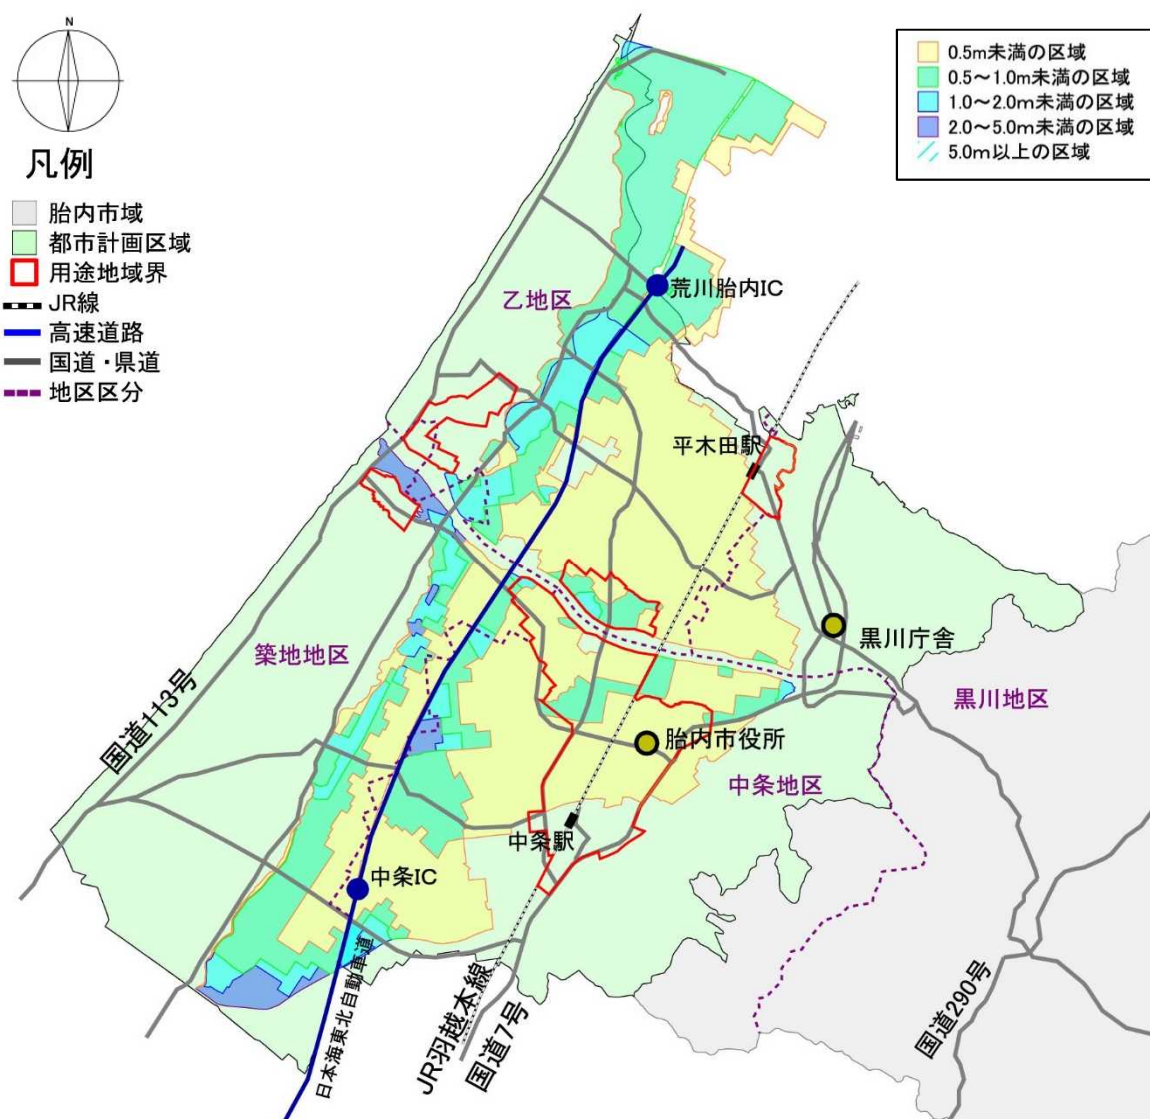 N
凡例
胎内市域
都市計画区域
用途地域界
JR線
高速道路
国道・県道
地区区分
0.5m未満の区域
0.5～1.0m未満の区域
1.0～2.0m未満の区域
2.0～5.0m未満の区域
5.0m以上の区域
荒川胎内IC
乙地区
平木田駅
黒川庁舎
築地地区
黒川地区
国道113号
胎内市役所
中条地区
中条駅
中条IC
日本海東北自動車道
JR羽越本線
国道7号
国道290号